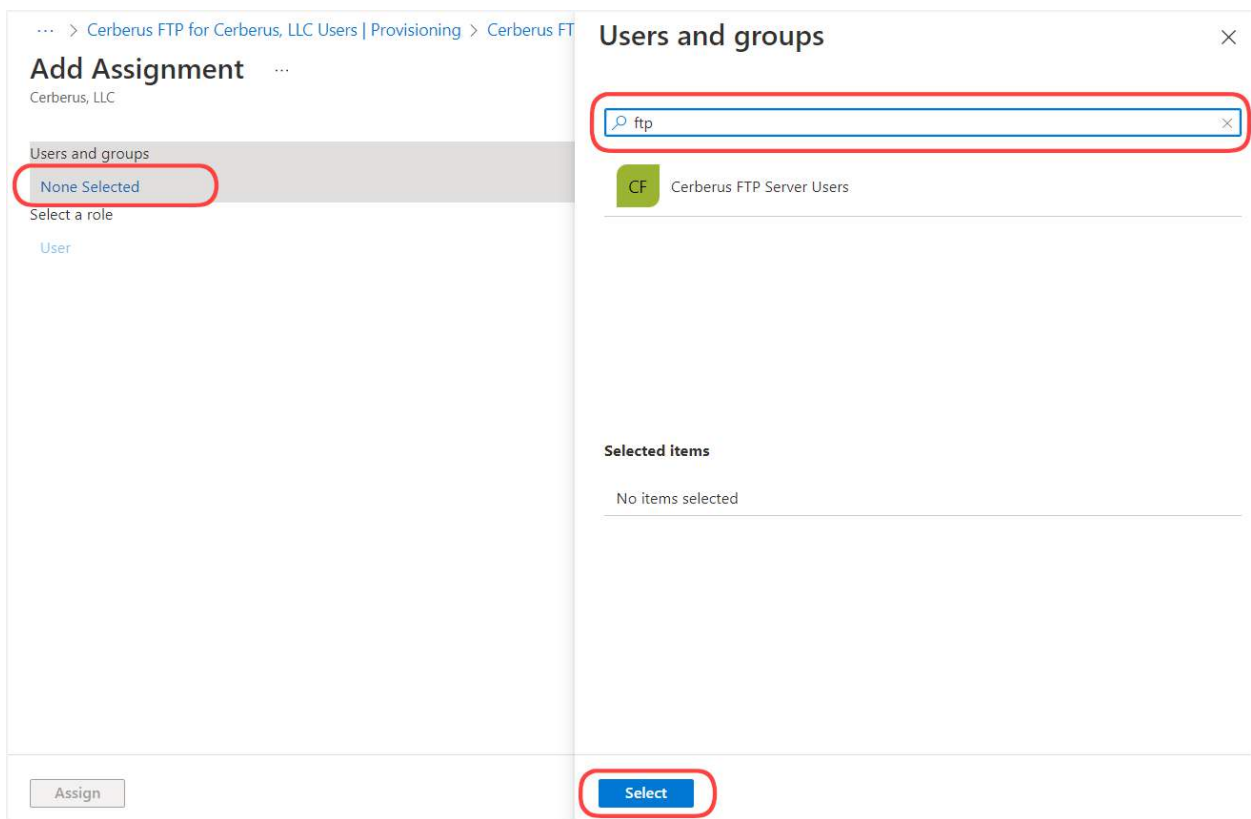 ... > Cerberus FTP for Cerberus, LLC Users | Provisioning > Cerberus FT
Add Assignment ...
Cerberus, LLC
Users and groups
None Selected
Select a role
User
Assign
Users and groups
ftp
CF Cerberus FTP Server Users
Selected items
No items selected
Select